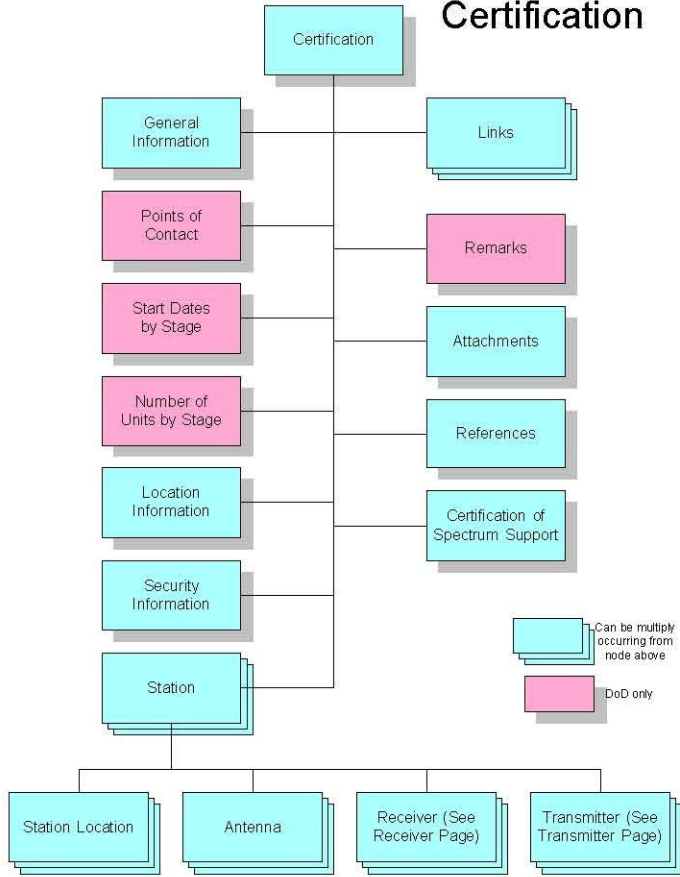 Certification
Certification
General
Information
Links
Points of
Contact
Remarks
Start Dates
by Stage
Attachments
Number of
Units by Stage
References
Location
Information
Certification of
Spectrum Support
Security
Information
Can be multiply
occurring from
node above
Station
DoD only
Station Location
Antenna
Receiver (See
Receiver Page)
Transmitter (See
Transmitter Page)